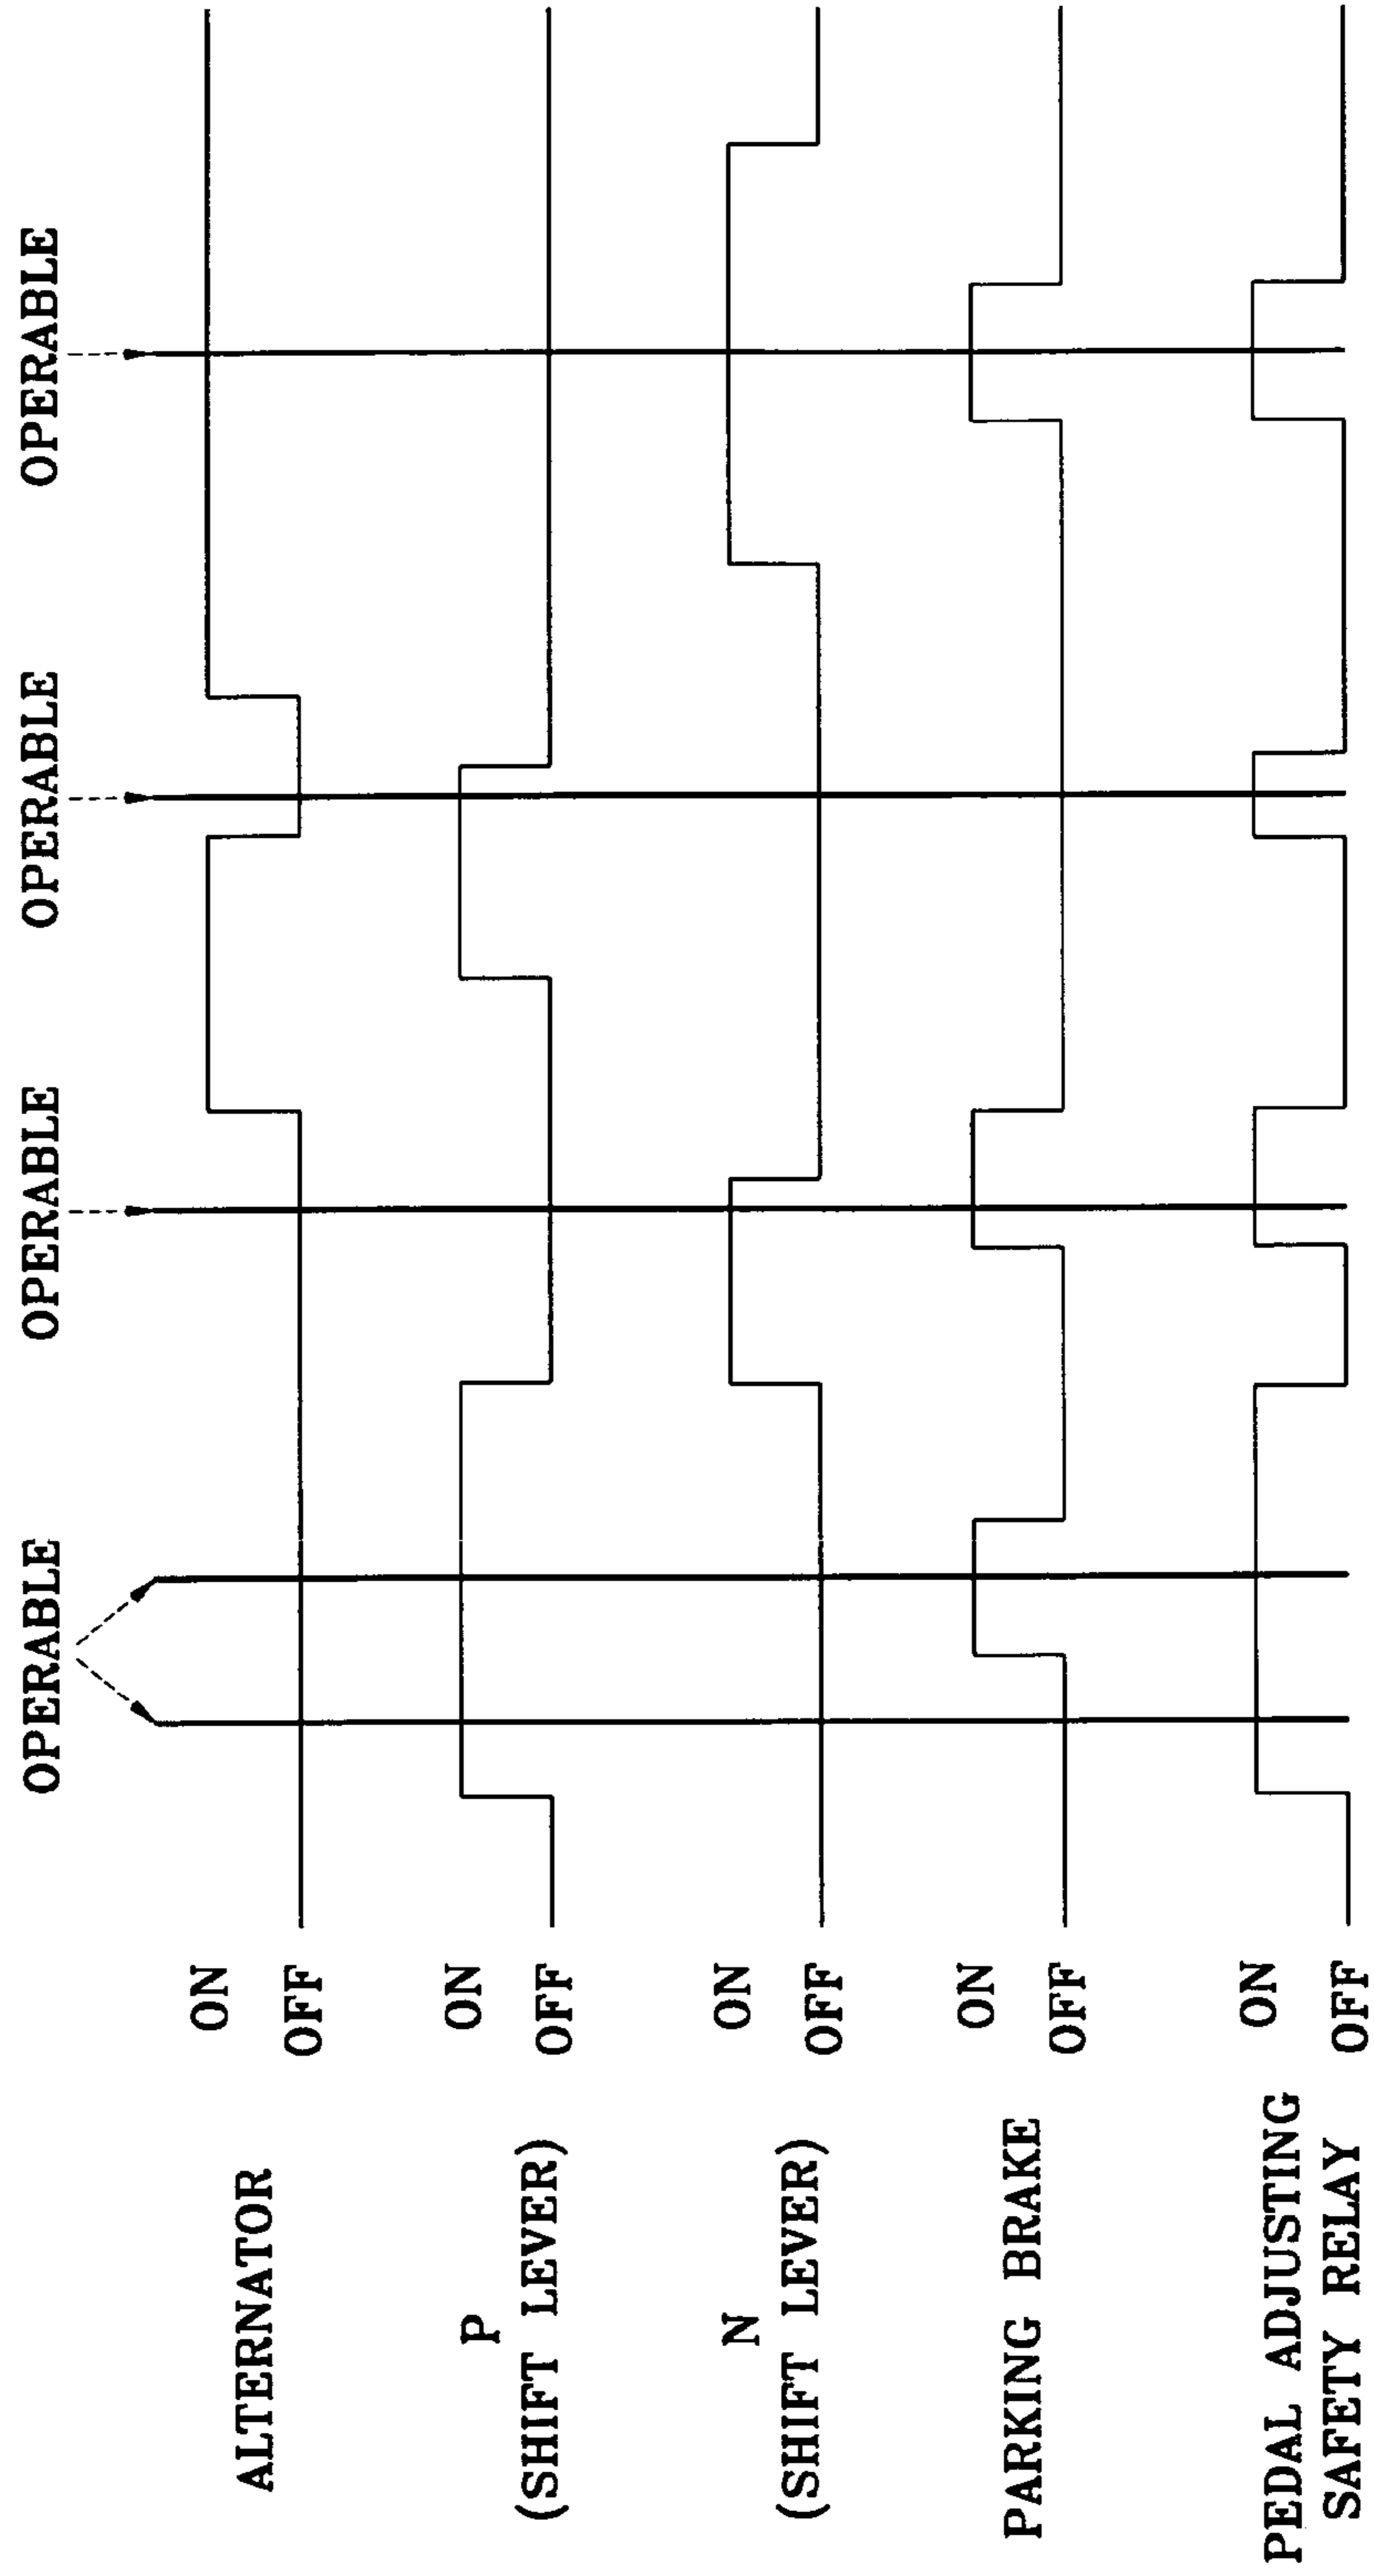 OPERABLE
OPERABLE
OPERABLE
OPERABLE
ALTERNATOR
ON
OFF
P
(SHIFT LEVER)
ON
OFF
N
(SHIFT LEVER)
ON
OFF
PARKING BRAKE
ON
OFF
PEDAL ADJUSTING
SAFETY RELAY
ON
OFF